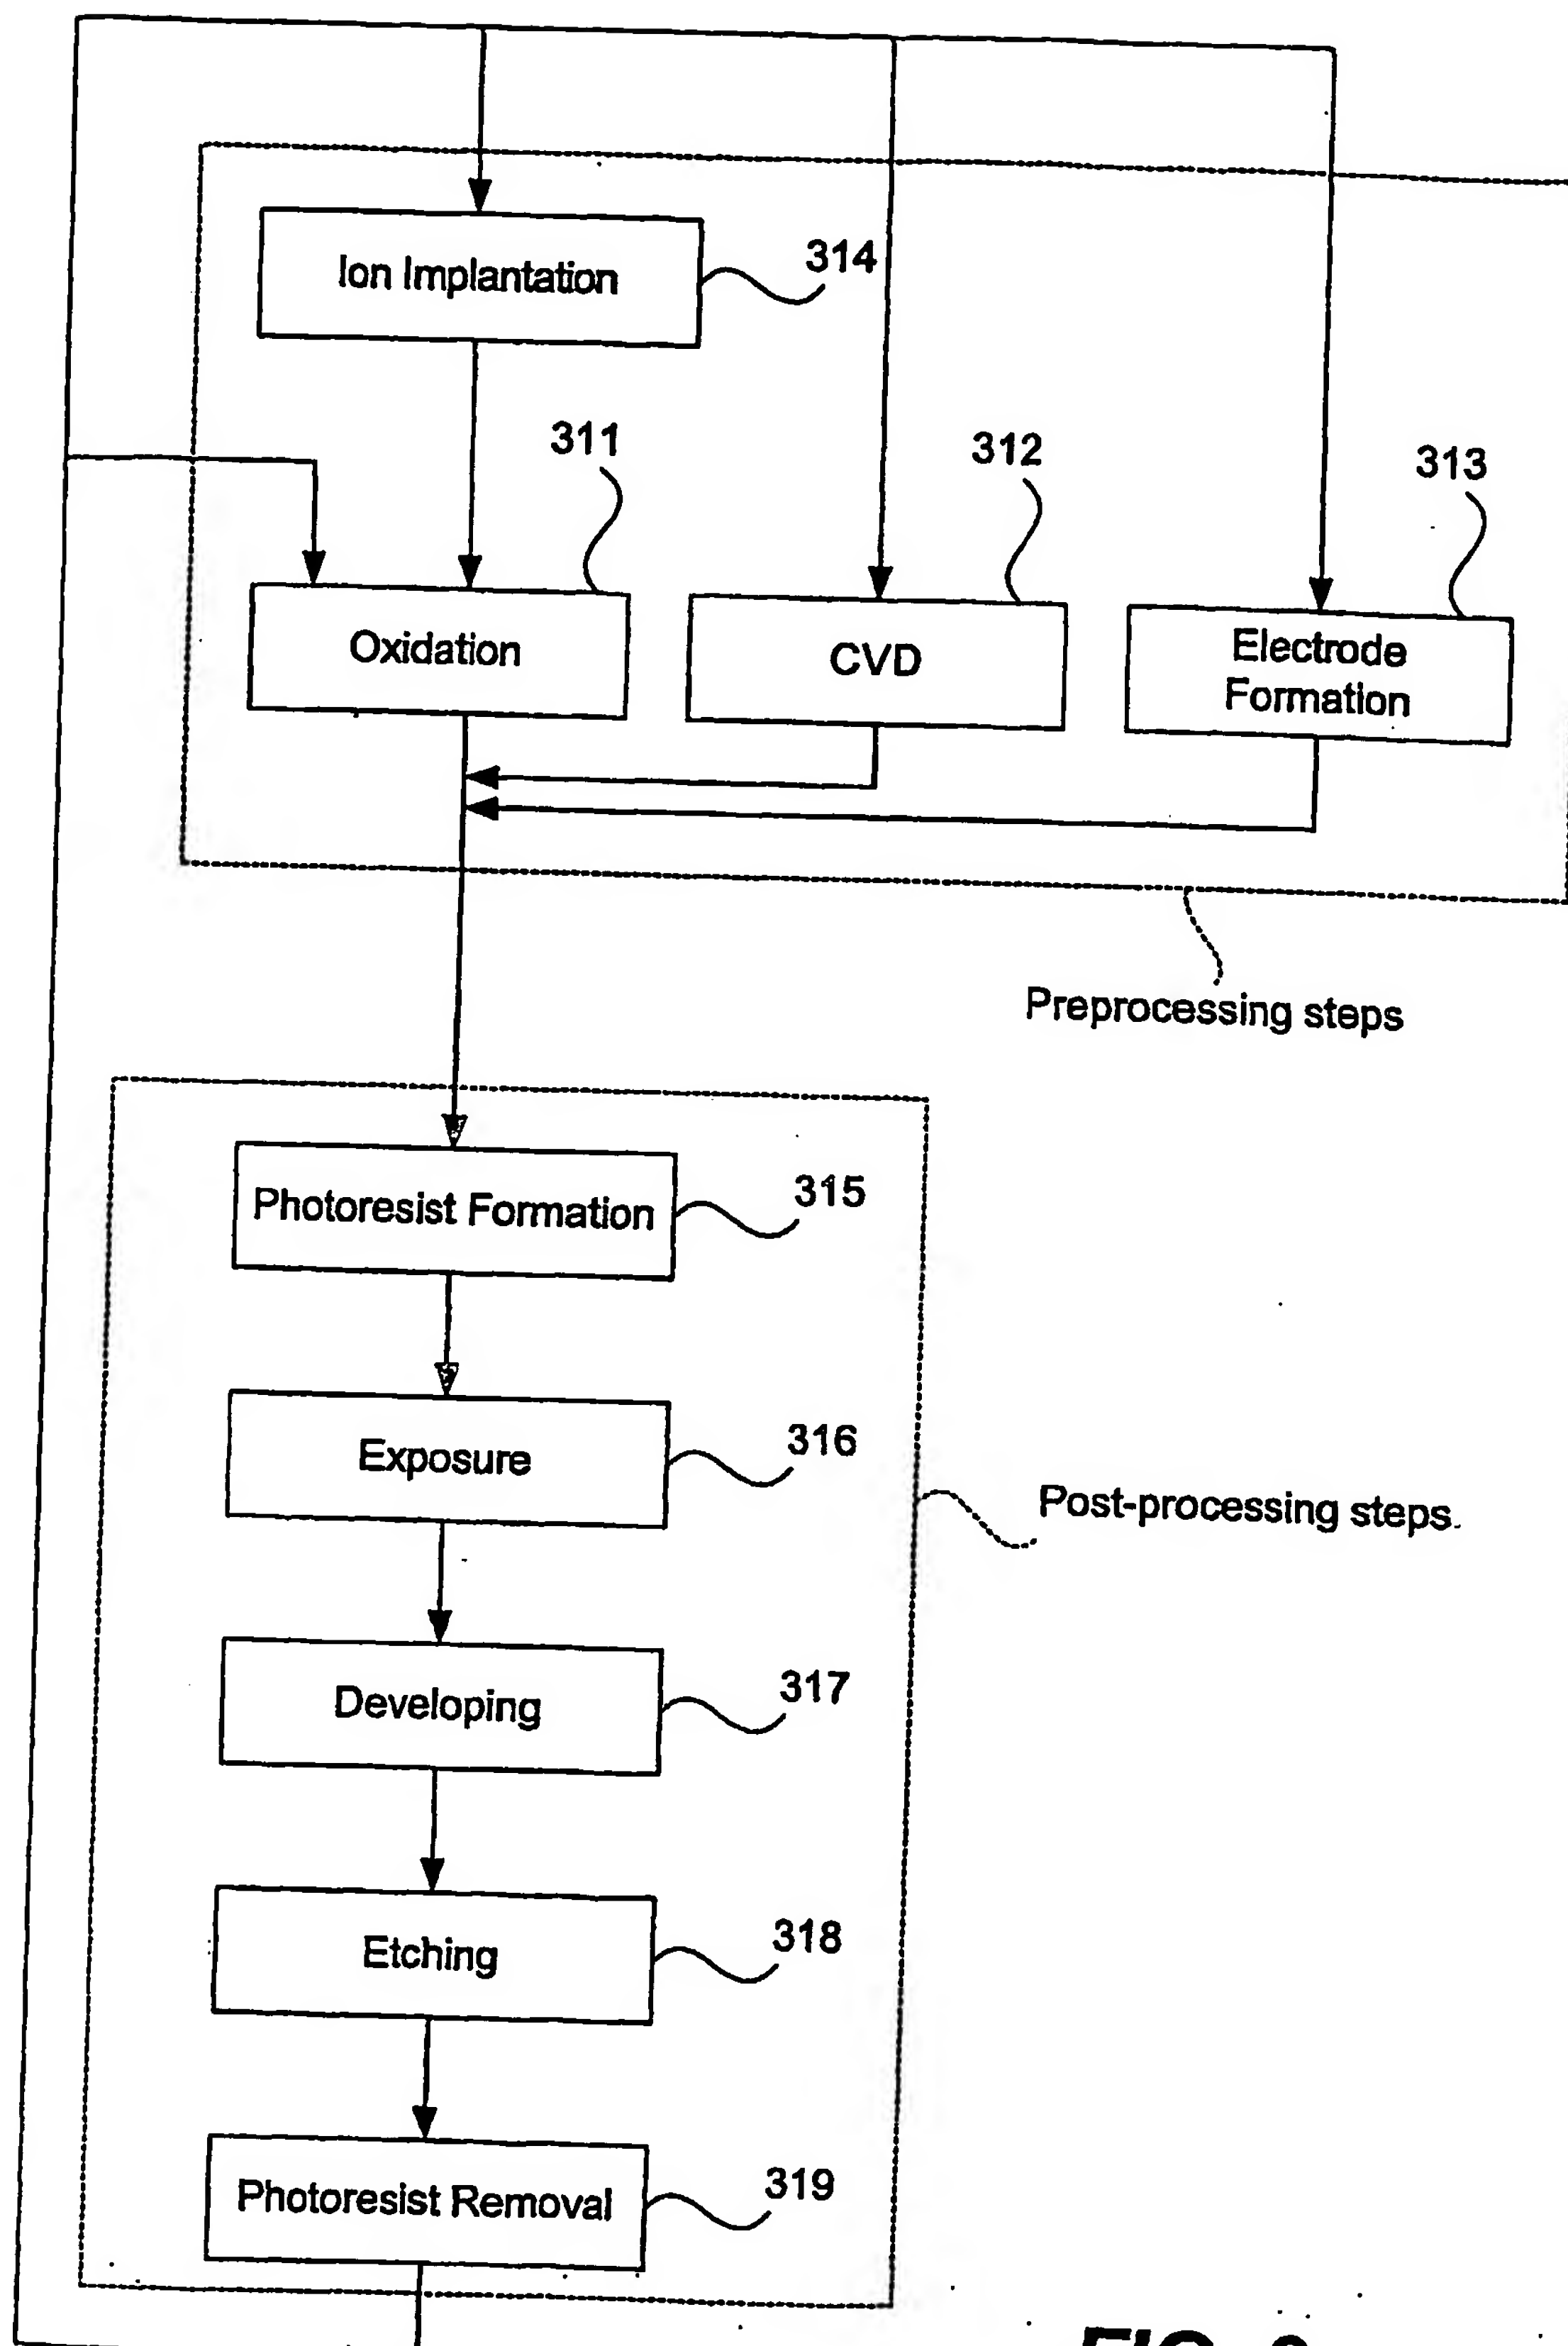 Ion Implantation
314
311
312
313
Oxidation
CVD
Electrode
Formation
Preprocessing steps
Photoresist Formation
315
Exposure
316
Post-processing steps
Developing
317
Etching
318
Photoresist Removal
319
FIG.